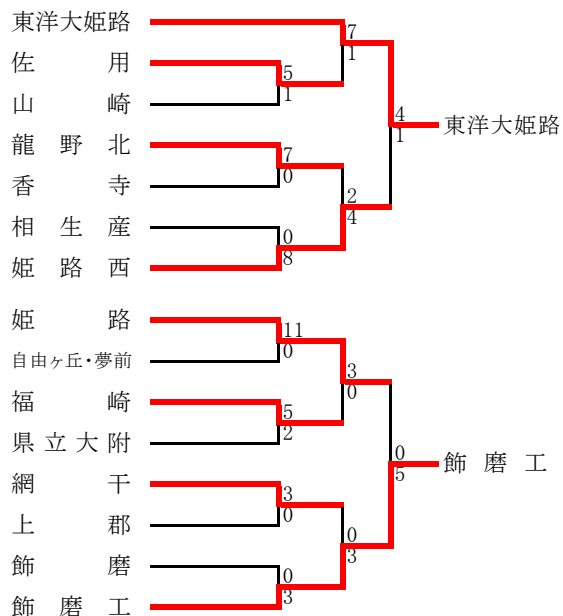 東洋大姫路
7
佐用
5
1
山崎
1
4
東洋大姫路
1
龍野北
7
香寺
0
2
4
相生産
0
姫路西
8
姫路
11
自由ヶ丘・夢前
0
3
0
福崎
5
県立大附
2
0
飾磨工
5
網干
3
上郡
0
0
3
飾磨
0
飾磨工
3